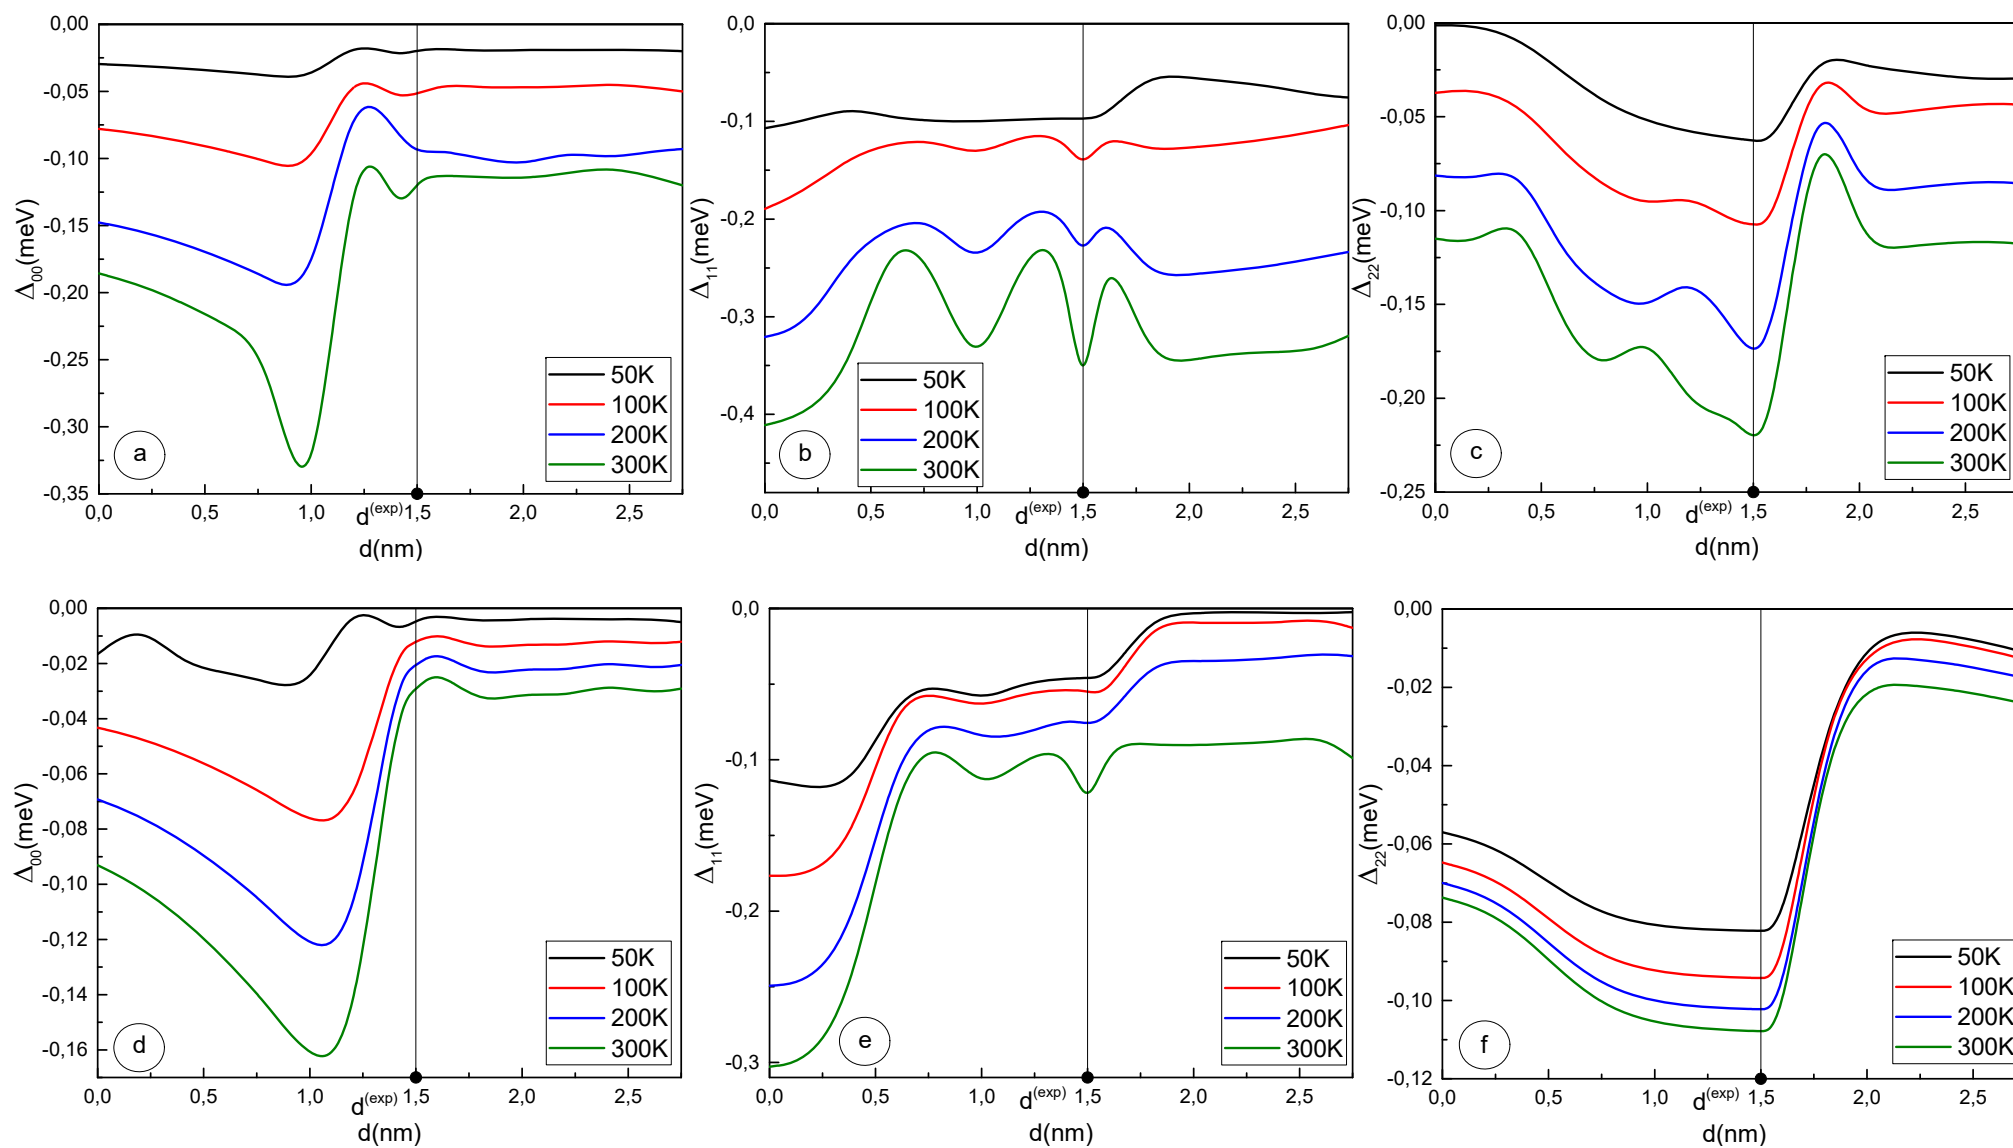 0,00
-0,05
-0,10
-0,15
-0,20
-0,25
-0,30
-0,35
Δ00(meV)
50K
100K
200K
300K
a
0,0 0,5 1,0 d(exp) 1,5 2,0 2,5
d(nm)
0,0
-0,1
-0,2
-0,3
-0,4
Δ11(meV)
50K
100K
200K
300K
b
0,0 0,5 1,0 d(exp) 1,5 2,0 2,5
d(nm)
0,00
-0,05
-0,10
-0,15
-0,20
-0,25
Δ22(meV)
50K
100K
200K
300K
c
0,0 0,5 1,0 d(exp) 1,5 2,0 2,5
d(nm)
0,00
-0,02
-0,04
-0,06
-0,08
-0,10
-0,12
-0,14
-0,16
Δ00(meV)
50K
100K
200K
300K
d
0,0 0,5 1,0 d(exp) 1,5 2,0 2,5
d(nm)
0,0
-0,1
-0,2
-0,3
Δ11(meV)
50K
100K
200K
300K
e
0,0 0,5 1,0 d(exp) 1,5 2,0 2,5
d(nm)
0,00
-0,02
-0,04
-0,06
-0,08
-0,10
-0,12
Δ22(meV)
50K
100K
200K
300K
f
0,0 0,5 1,0 d(exp) 1,5 2,0 2,5
d(nm)